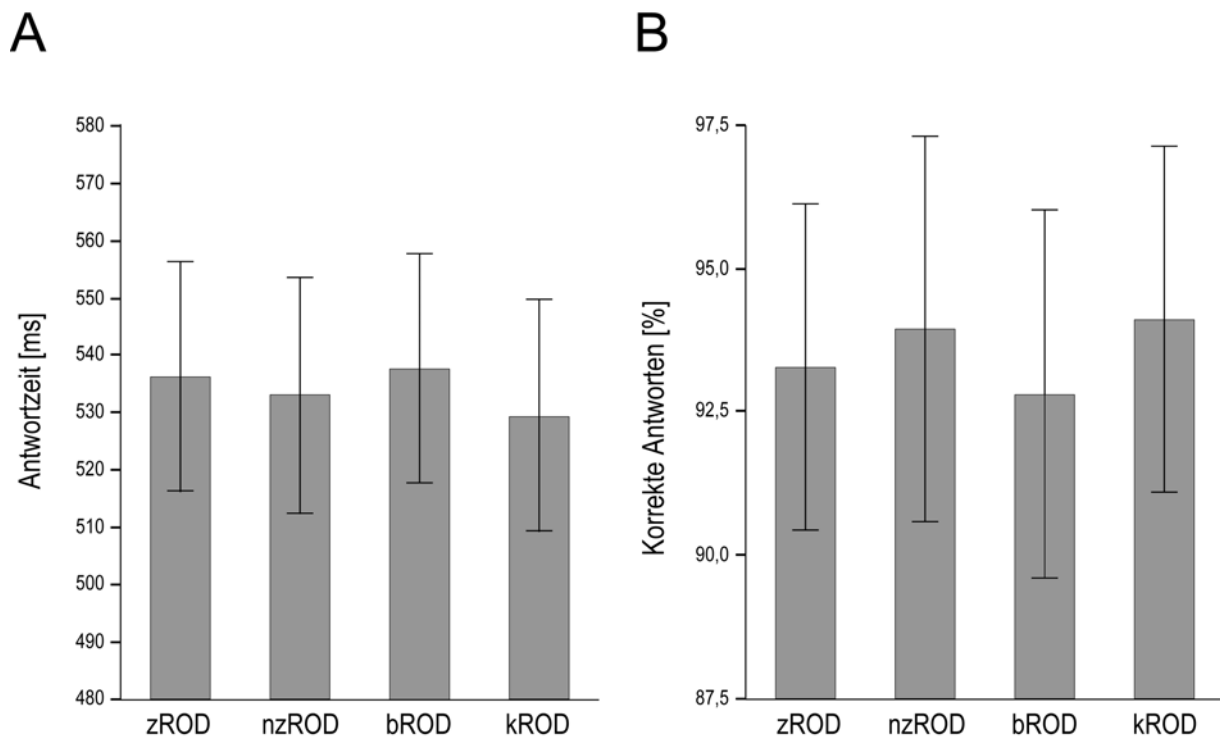 A
Antwortzeit [ms]
580
570
560
550
540
530
520
510
500
490
480
zROD nzROD bROD kROD
B
Korrekte Antworten [%]
97,5
95,0
92,5
90,0
87,5
zROD nzROD bROD kROD